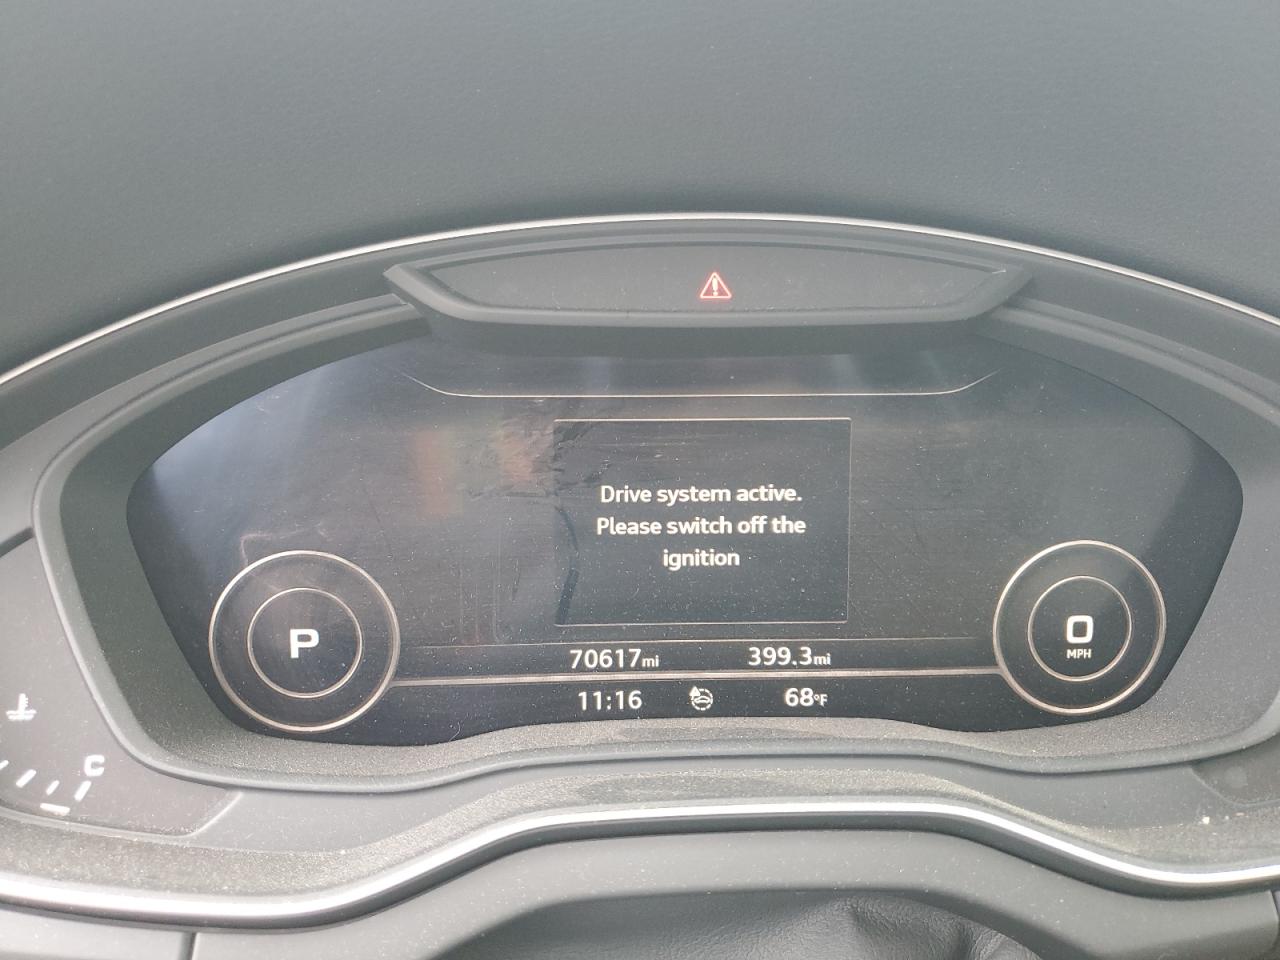 Drive system active.
Please switch off the
ignition
P
0
MPH
70617mi 399.3mi
11:16 68°F
C